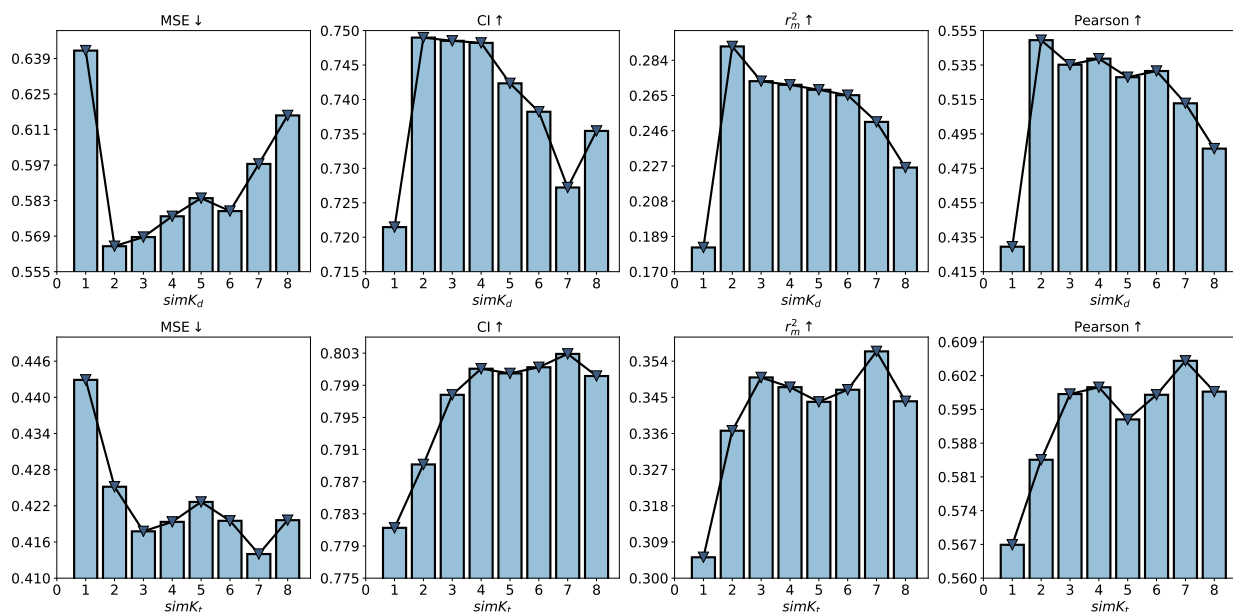 MSE ↓
0.639
0.625
0.611
0.597
0.583
0.569
0.555
0 1 2 3 4 5 6 7 8
simK_d
CI ↑
0.750
0.745
0.740
0.735
0.730
0.725
0.720
0.715
0 1 2 3 4 5 6 7 8
simK_d
r_m^2 ↑
0.284
0.265
0.246
0.227
0.208
0.189
0.170
0 1 2 3 4 5 6 7 8
simK_d
Pearson ↑
0.555
0.535
0.515
0.495
0.475
0.455
0.435
0.415
0 1 2 3 4 5 6 7 8
simK_d
MSE ↓
0.446
0.440
0.434
0.428
0.422
0.416
0.410
0 1 2 3 4 5 6 7 8
simK_t
CI ↑
0.803
0.799
0.795
0.791
0.787
0.783
0.779
0.775
0 1 2 3 4 5 6 7 8
simK_t
r_m^2 ↑
0.354
0.345
0.336
0.327
0.318
0.309
0.300
0 1 2 3 4 5 6 7 8
simK_t
Pearson ↑
0.609
0.602
0.595
0.588
0.581
0.574
0.567
0.560
0 1 2 3 4 5 6 7 8
simK_t